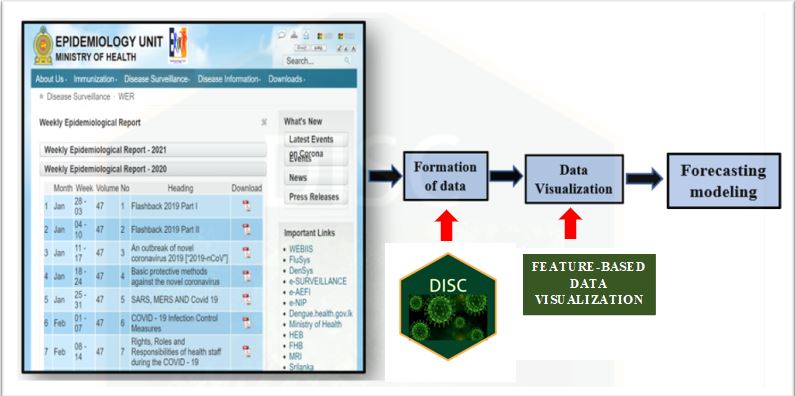 EPIDEMIOLOGY UNIT
MINISTRY OF HEALTH
Search...
About Us- Immunization- Disease Surveillance- Disease Information- Downloads-
Disease Surveillance WER
Weekly Epidemiological Report
Weekly Epidemiological Report - 2021
Weekly Epidemiological Report - 2020
Month Week Volume No Heading Download
1 Jan 28 - 03 47 1 Flashback 2019 Part I
2 Jan 04 - 10 47 2 Flashback 2019 Part II
3 Jan 11 - 17 47 3 An outbreak of novel
coronavirus 2019 ["2019-nCoV"]
4 Jan 18 - 24 47 4 Basic protective methods
against the novel coronavirus
5 Jan 25 - 31 47 5 SARS, MERS And Covid 19
6 Feb 01 - 07 47 6 COVID - 19 Infection Control
Measures
7 Feb 08 - 14 47 7 Rights, Roles and
Responsibilities of health staff
during the COVID - 19
What's New
Latest Events
on Corona
Events
News
Press Releases
Important Links
WEBIIS
FluSys
DenSys
e-SURVEILLANCE
e-AEFI
e-NIP
Dengue.health.gov.lk
Ministry of Health
HEB
FHB
MRI
Srilanka
Formation
of data
Data
Visualization
Forecasting
modeling
DISC
FEATURE-BASED
DATA
VISUALIZATION